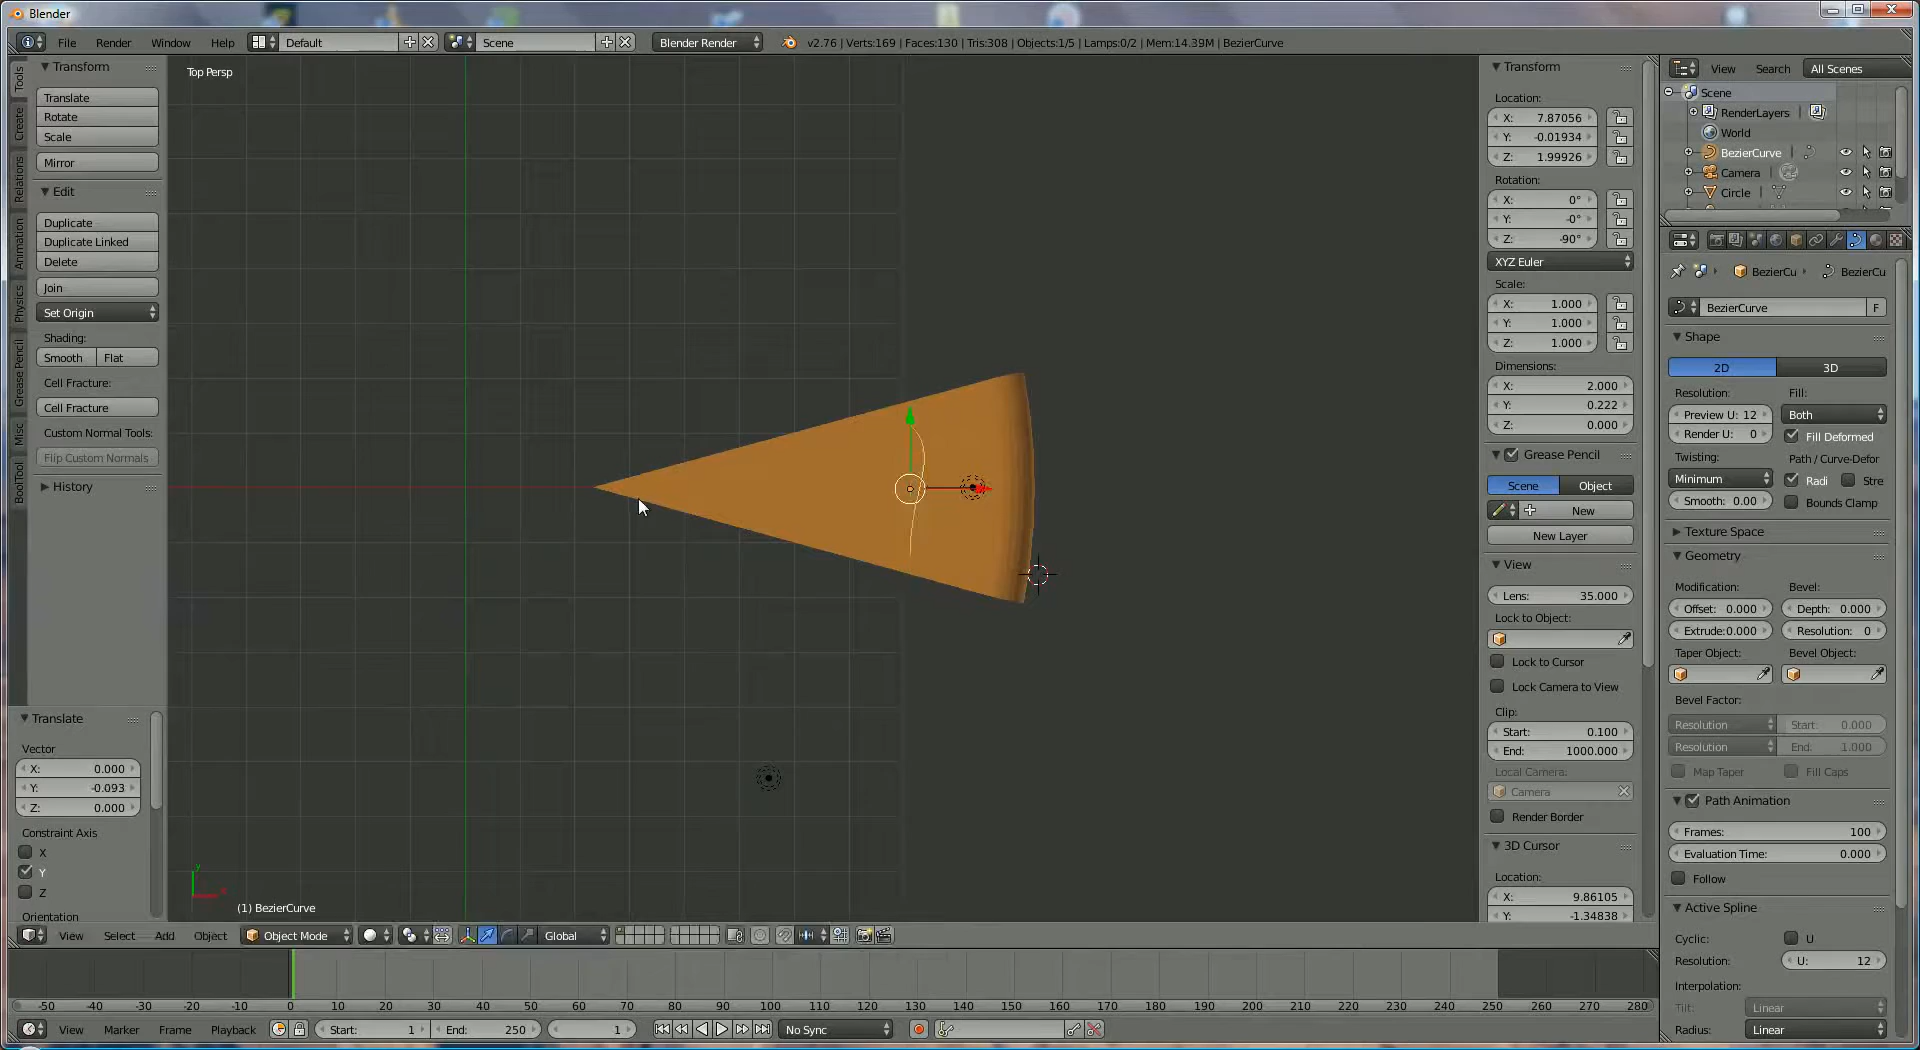 Blender
File Render Window Help Default Scene Blender Render v2.76 | Verts:169 | Faces:130 | Tris:308 | Objects:1/5 | Lamps:0/2 | Mem:14.39M | BezierCurve
Tools
Create
Relations
Animation
Physics
Grease Pencil
Misc
BoolTool
Transform
Translate
Rotate
Scale
Mirror
Edit
Duplicate
Duplicate Linked
Delete
Join
Set Origin
Shading:
Smooth Flat
Cell Fracture:
Cell Fracture
Custom Normal Tools:
Flip Custom Normals
History
Translate
Vector
X: 0.000
Y: -0.093
Z: 0.000
Constraint Axis
X
Y
Z
Orientation
Top Persp
y
(1) BezierCurve
Transform
Location:
X: 7.87056
Y: -0.01934
Z: 1.99926
Rotation:
X: 0°
Y: -0°
Z: -90°
XYZ Euler
Scale:
X: 1.000
Y: 1.000
Z: 1.000
Dimensions:
X: 2.000
Y: 0.222
Z: 0.000
Grease Pencil
Scene Object
New
New Layer
View
Lens: 35.000
Lock to Object:
Lock to Cursor
Lock Camera to View
Clip:
Start: 0.100
End: 1000.000
Local Camera:
Camera
Render Border
3D Cursor
Location:
X: 9.86105
Y: -1.34838
View Search All Scenes
Scene
RenderLayers
World
BezierCurve
Camera
Circle
BezierCu BezierCu
BezierCurve F
Shape
2D 3D
Resolution: Fill:
Preview U: 12 Both
Render U: 0 Fill Deformed
Twisting: Path / Curve-Defor
Minimum Radi Stre
Smooth: 0.00 Bounds Clamp
Texture Space
Geometry
Modification: Bevel:
Offset: 0.000 Depth: 0.000
Extrude:0.000 Resolution: 0
Taper Object: Bevel Object:
Bevel Factor:
Resolution Start: 0.000
Resolution End: 1.000
Map Taper Fill Caps
Path Animation
Frames: 100
Evaluation Time: 0.000
Follow
Active Spline
Cyclic: U
Resolution: U: 12
Interpolation:
Tilt: Linear
Radius: Linear
View Select Add Object Object Mode Global
-50 -40 -30 -20 -10 0 10 20 30 40 50 60 70 80 90 100 110 120 130 140 150 160 170 180 190 200 210 220 230 240 250 260 270 280
View Marker Frame Playback Start: 1 End: 250 1 No Sync